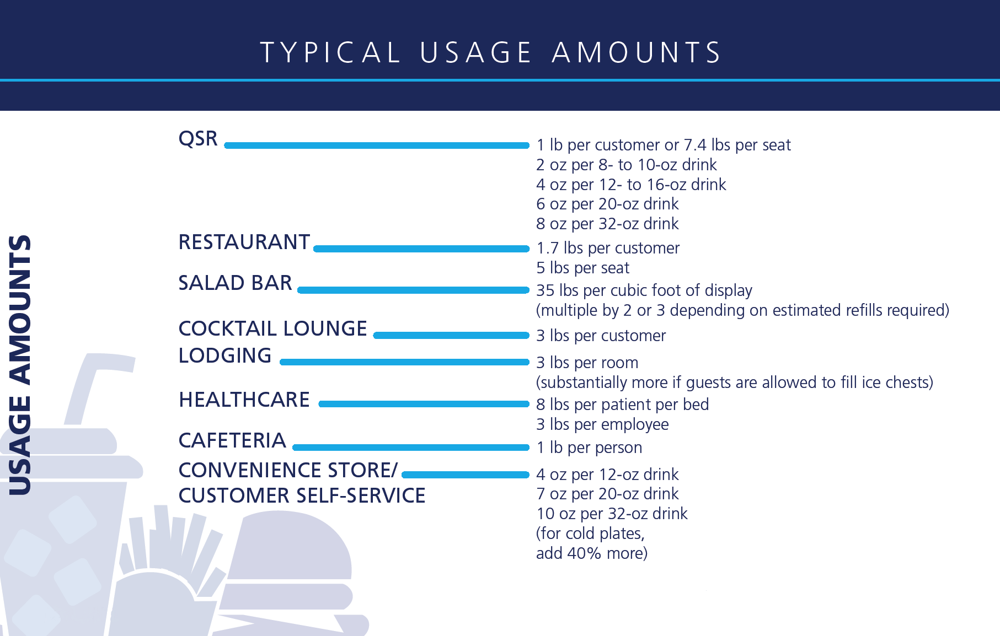 TYPICAL USAGE AMOUNTS
USAGE AMOUNTS
QSR
1 lb per customer or 7.4 lbs per seat
2 oz per 8- to 10-oz drink
4 oz per 12- to 16-oz drink
6 oz per 20-oz drink
8 oz per 32-oz drink
RESTAURANT
1.7 lbs per customer
5 lbs per seat
SALAD BAR
35 lbs per cubic foot of display
(multiple by 2 or 3 depending on estimated refills required)
COCKTAIL LOUNGE
3 lbs per customer
LODGING
3 lbs per room
(substantially more if guests are allowed to fill ice chests)
HEALTHCARE
8 lbs per patient per bed
3 lbs per employee
CAFETERIA
1 lb per person
CONVENIENCE STORE/
CUSTOMER SELF-SERVICE
4 oz per 12-oz drink
7 oz per 20-oz drink
10 oz per 32-oz drink
(for cold plates,
add 40% more)